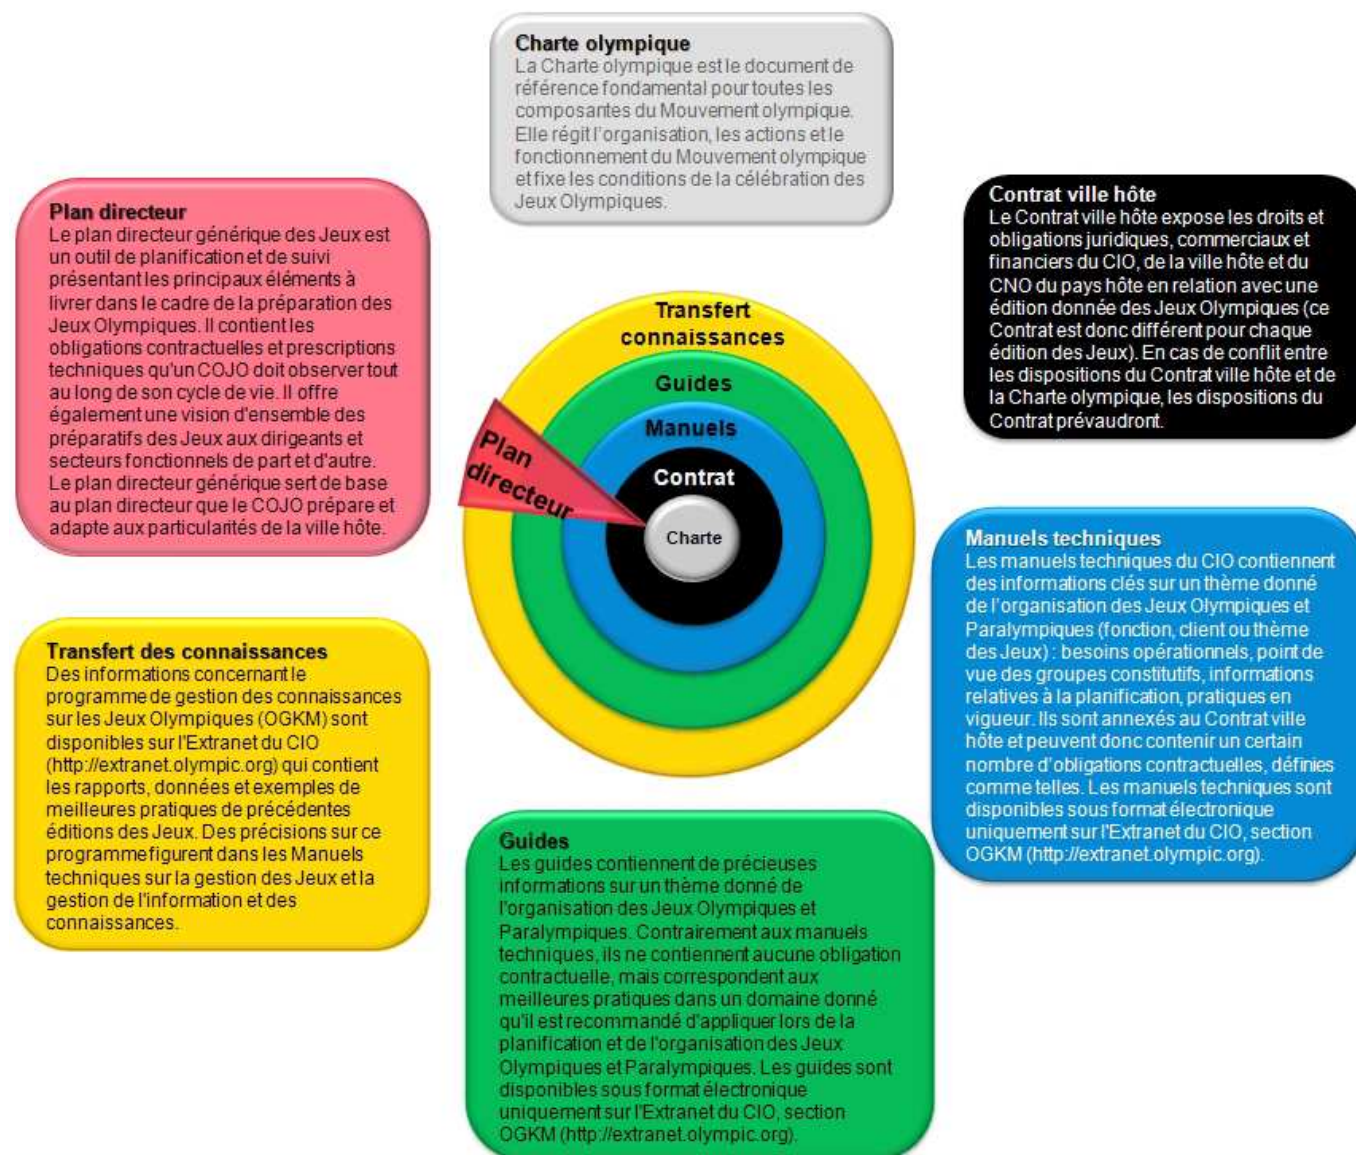 Charte olympique
La Charte olympique est le document de
référence fondamental pour toutes les
composantes du Mouvement olympique.
Elle régit l'organisation, les actions et le
fonctionnement du Mouvement olympique
et fixe les conditions de la célébration des
Jeux Olympiques.
Plan directeur
Le plan directeur générique des Jeux est
un outil de planification et de suivi
présentant les principaux éléments à
livrer dans le cadre de la préparation des
Jeux Olympiques. Il contient les
obligations contractuelles et prescriptions
techniques qu'un COJO doit observer tout
au long de son cycle de vie. Il offre
également une vision d'ensemble des
préparatifs des Jeux aux dirigeants et
secteurs fonctionnels de part et d'autre.
Le plan directeur générique sert de base
au plan directeur que le COJO prépare et
adapte aux particularités de la ville hôte.
Contrat ville hôte
Le Contrat ville hôte expose les droits et
obligations juridiques, commerciaux et
financiers du CIO, de la ville hôte et du
CNO du pays hôte en relation avec une
édition donnée des Jeux Olympiques (ce
Contrat est donc différent pour chaque
édition des Jeux). En cas de conflit entre
les dispositions du Contrat ville hôte et de
la Charte olympique, les dispositions du
Contrat prévaudront.
Transfert
connaissances
Guides
Manuels
Contrat
Charte
Plan
directeur
Manuels techniques
Les manuels techniques du CIO contiennent
des informations clés sur un thème donné
de l'organisation des Jeux Olympiques et
Paralympiques (fonction, client ou thème
des Jeux) : besoins opérationnels, point de
vue des groupes constitutifs, informations
relatives à la planification, pratiques en
vigueur. Ils sont annexés au Contrat ville
hôte et peuvent donc contenir un certain
nombre d'obligations contractuelles, définies
comme telles. Les manuels techniques sont
disponibles sous format électronique
uniquement sur l'Extranet du CIO, section
OGKM (http://extranet.olympic.org).
Transfert des connaissances
Des informations concernant le
programme de gestion des connaissances
sur les Jeux Olympiques (OGKM) sont
disponibles sur l'Extranet du CIO
(http://extranet.olympic.org) qui contient
les rapports, données et exemples de
meilleures pratiques de précédentes
éditions des Jeux. Des précisions sur ce
programme figurent dans les Manuels
techniques sur la gestion des Jeux et la
gestion de l'information et des
connaissances.
Guides
Les guides contiennent de précieuses
informations sur un thème donné de
l'organisation des Jeux Olympiques et
Paralympiques. Contrairement aux manuels
techniques, ils ne contiennent aucune obligation
contractuelle, mais correspondent aux
meilleures pratiques dans un domaine donné
qu'il est recommandé d'appliquer lors de la
planification et de l'organisation des Jeux
Olympiques et Paralympiques. Les guides sont
disponibles sous format électronique
uniquement sur l'Extranet du CIO, section
OGKM (http://extranet.olympic.org).